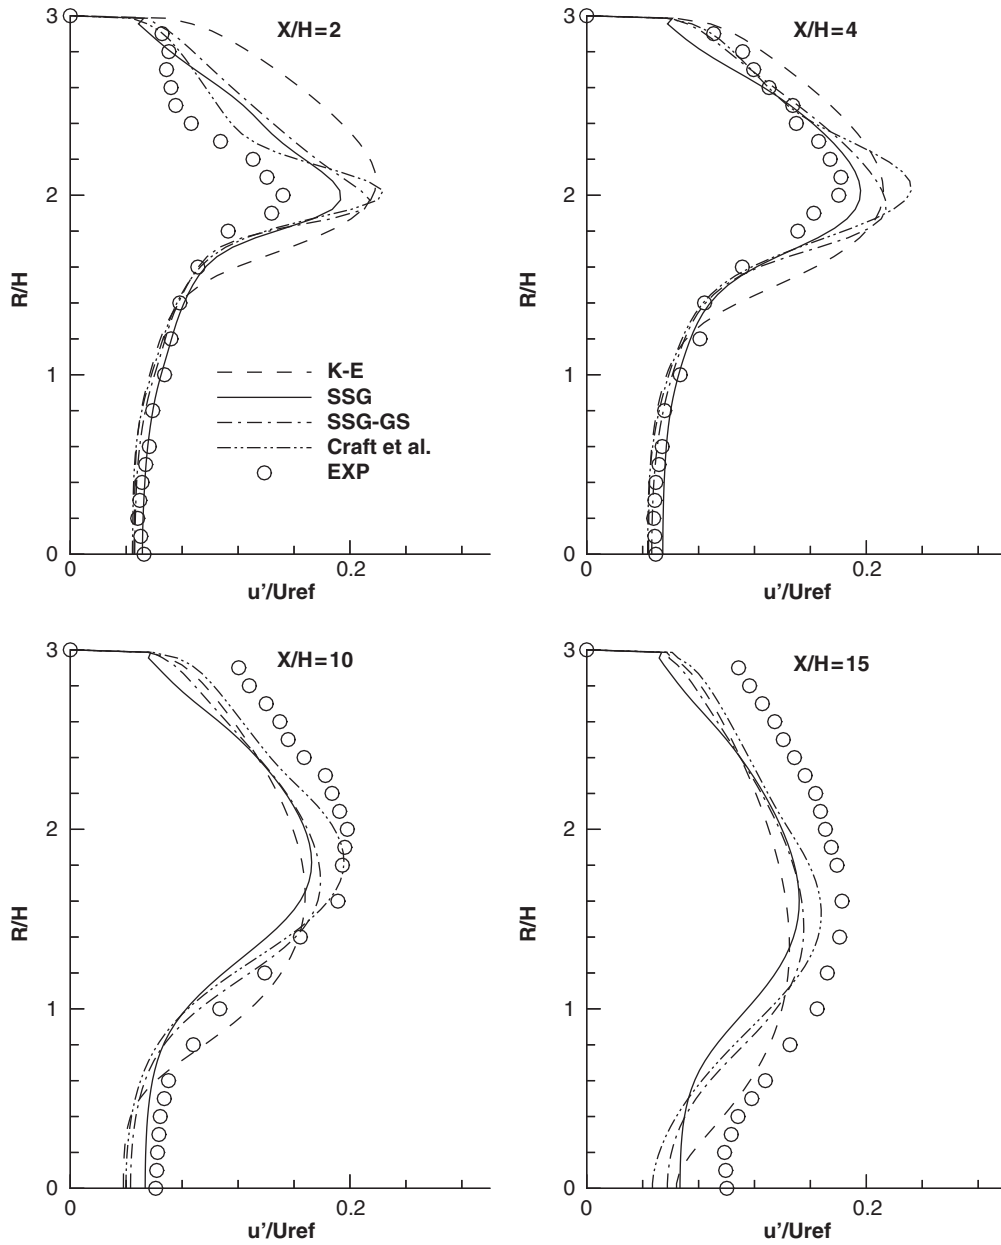 X/H=2
3
2
1
0
R/H
K-E
SSG
SSG-GS
Craft et al.
EXP
0
0.2
u'/Uref
X/H=4
3
2
1
0
R/H
0
0.2
u'/Uref
X/H=10
3
2
1
0
R/H
0
0.2
u'/Uref
X/H=15
3
2
1
0
R/H
0
0.2
u'/Uref